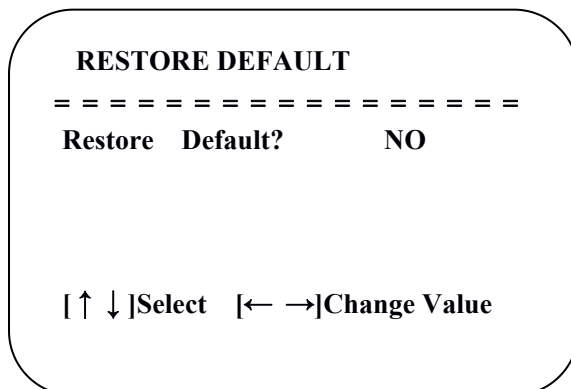 RESTORE DEFAULT
= = = = = = = = = = = = = = = = =
Restore Default? NO
[↑ ↓]Select [← →]Change Value